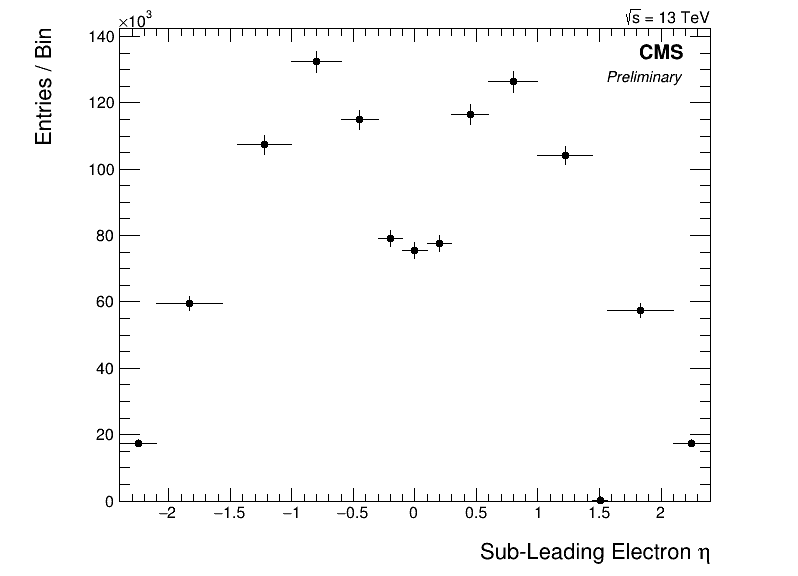 ×10³
√s = 13 TeV
Entries / Bin
CMS
Preliminary
140
120
100
80
60
40
20
0
−2 −1.5 −1 −0.5 0 0.5 1 1.5 2
Sub-Leading Electron η